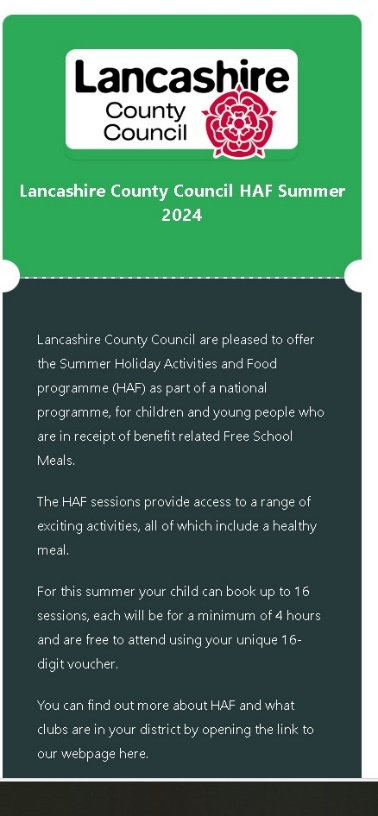 Lancashire
County
Council
Lancashire County Council HAF Summer
2024
Lancashire County Council are pleased to offer
the Summer Holiday Activities and Food
programme (HAF) as part of a national
programme, for children and young people who
are in receipt of benefit related Free School
Meals.
The HAF sessions provide access to a range of
exciting activities, all of which include a healthy
meal.
For this summer your child can book up to 16
sessions, each will be for a minimum of 4 hours
and are free to attend using your unique 16-
digit voucher.
You can find out more about HAF and what
clubs are in your district by opening the link to
our webpage here.